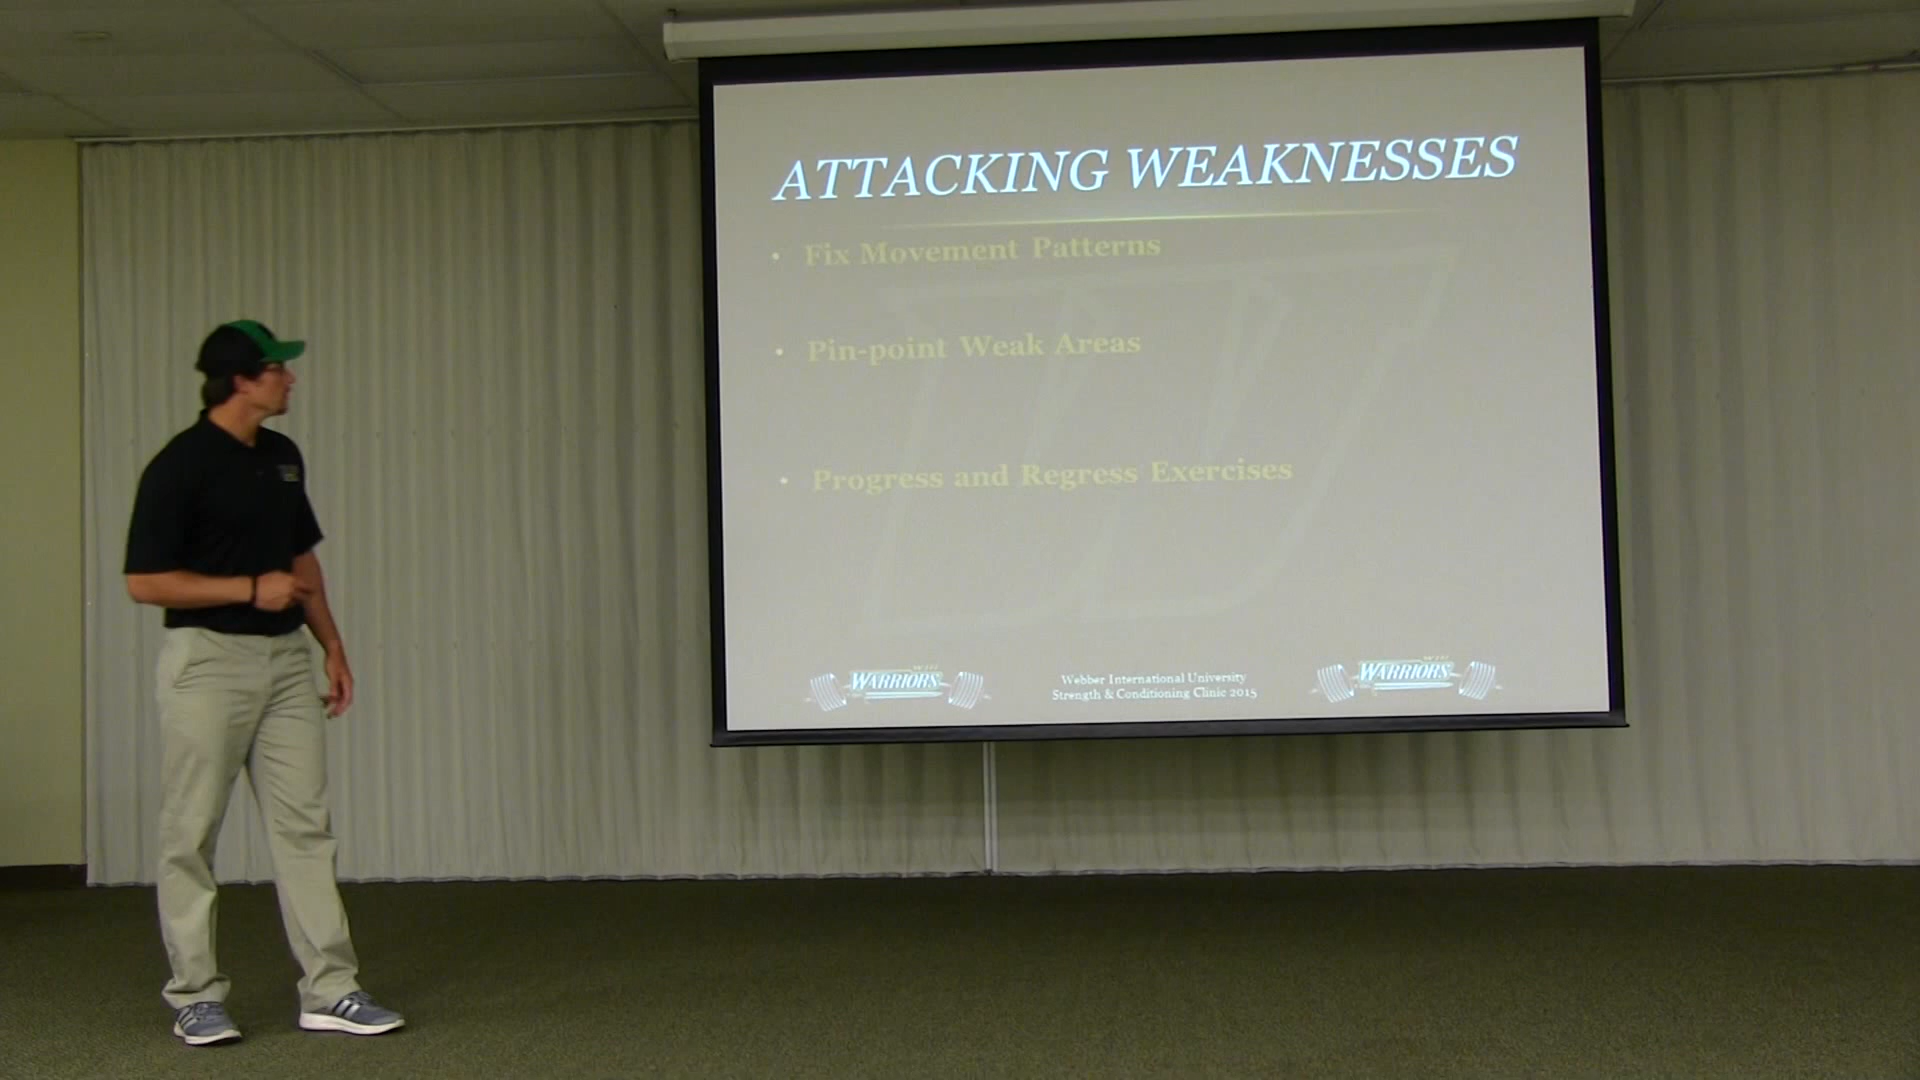 ATTACKING WEAKNESSES
• Fix Movement Patterns
• Pin-point Weak Areas
• Progress and Regress Exercises
WARRIORS
Webber International University
Strength & Conditioning Clinic 2015
WARRIORS